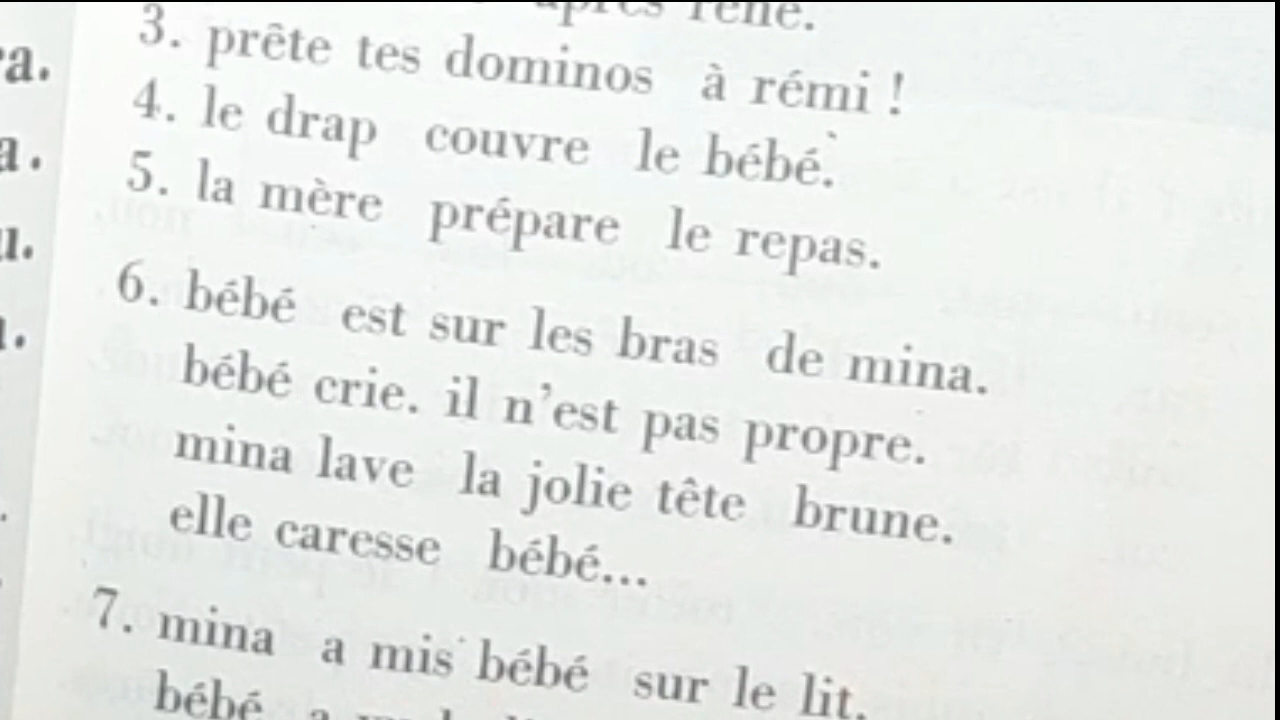 rené.
3. prête tes dominos à rémi !
4. le drap couvre le bébé.
5. la mère prépare le repas.
6. bébé est sur les bras de mina.
bébé crie. il n'est pas propre.
mina lave la jolie tête brune.
elle caresse bébé...
7. mina a mis bébé sur le lit.
bébé a